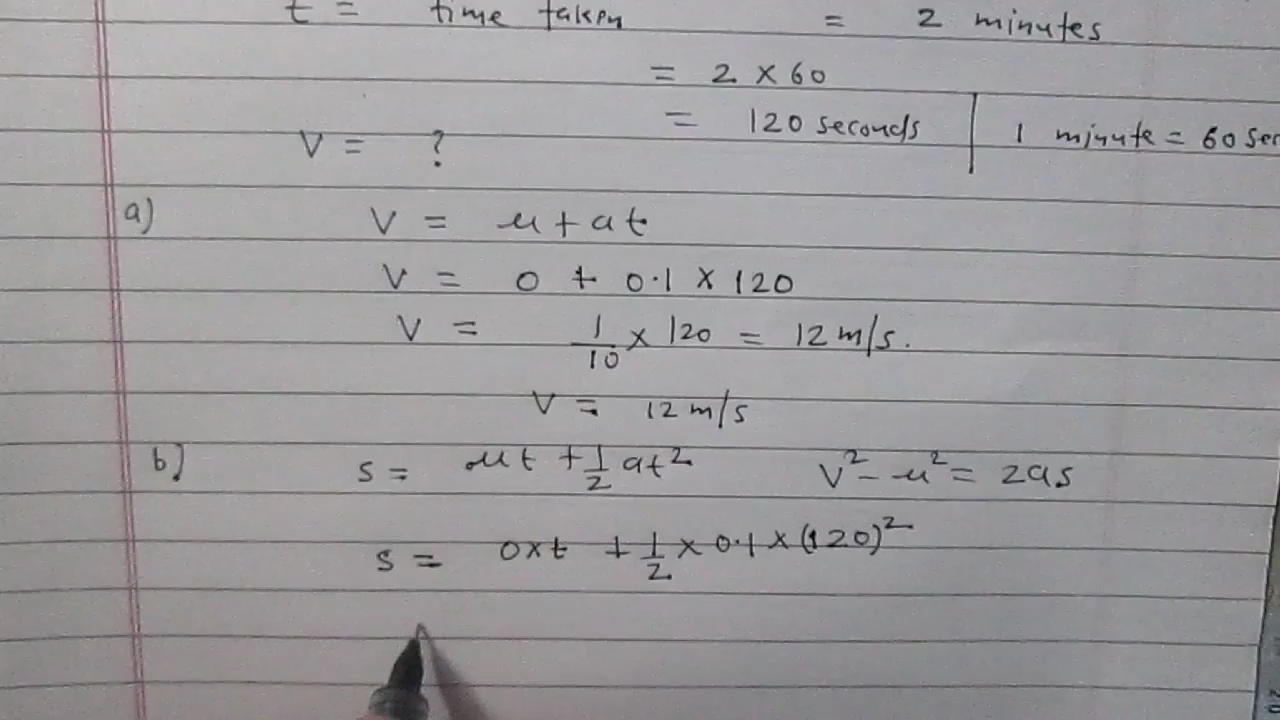 t = time taken = 2 minutes
= 2 × 60
= 120 seconds | 1 minute = 60 sec
V = ?
a) V = u + at
V = 0 + 0.1 × 120
V = 1/10 × 120 = 12 m/s.
V = 12 m/s
b) s = ut + 1/2 at² V² - u² = 2as
s = 0×t + 1/2 × 0.1 × (120)²